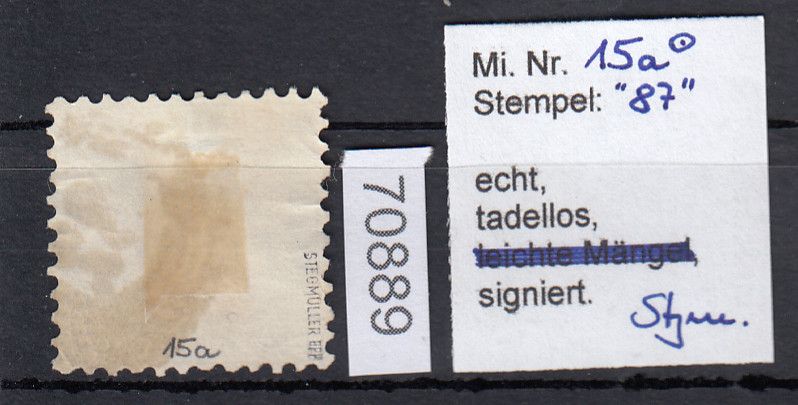 STEGMÜLLER BPP
15a
70889
Mi. Nr. 15a
Stempel: "87"
echt,
tadellos,
leichte Mängel,
signiert.